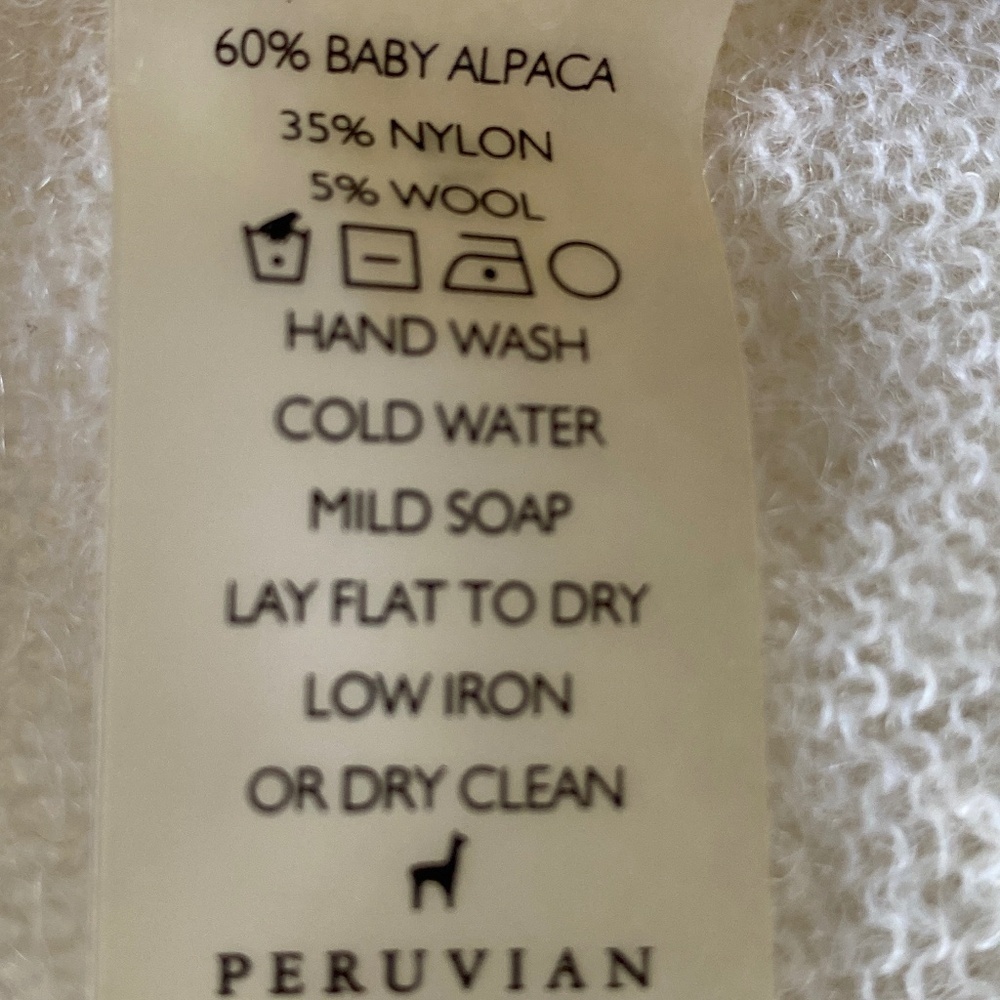 60% BABY ALPACA
35% NYLON
5% WOOL
HAND WASH
COLD WATER
MILD SOAP
LAY FLAT TO DRY
LOW IRON
OR DRY CLEAN
PERUVIAN